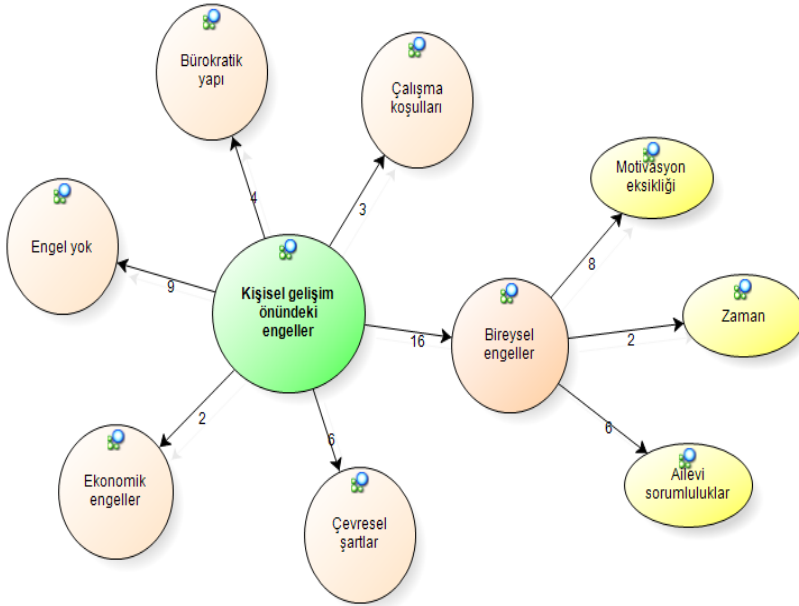 Bürokratik
yapı
Çalışma
koşulları
Motivasyon
eksikliği
4
3
Engel yok
8
9
Kişisel gelişim
önündeki
engeller
Zaman
16
Bireysel
engeller
2
2
6
6
Ekonomik
engeller
Ailevi
sorumluluklar
Çevresel
şartlar